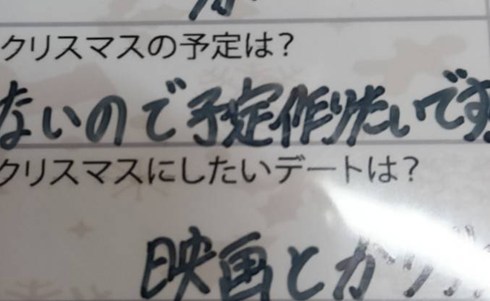 クリスマスの予定は？
ないので予定作りたいです
クリスマスにしたいデートは？
映画とか